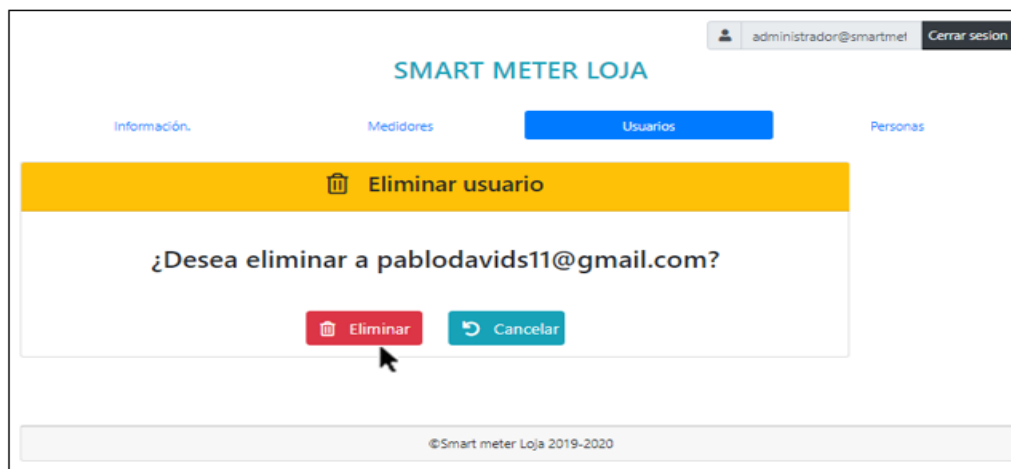 administrador@smartmet
Cerrar sesion
SMART METER LOJA
Información.
Medidores
Usuarios
Personas
Eliminar usuario
¿Desea eliminar a pablodavids11@gmail.com?
Eliminar
Cancelar
©Smart meter Loja 2019-2020